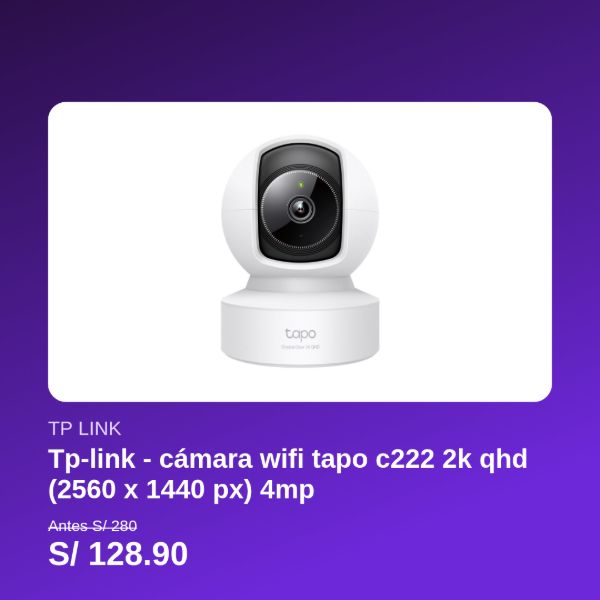 tapo
TP LINK
Tp-link - cámara wifi tapo c222 2k qhd
(2560 x 1440 px) 4mp
Antes S/ 280
S/ 128.90